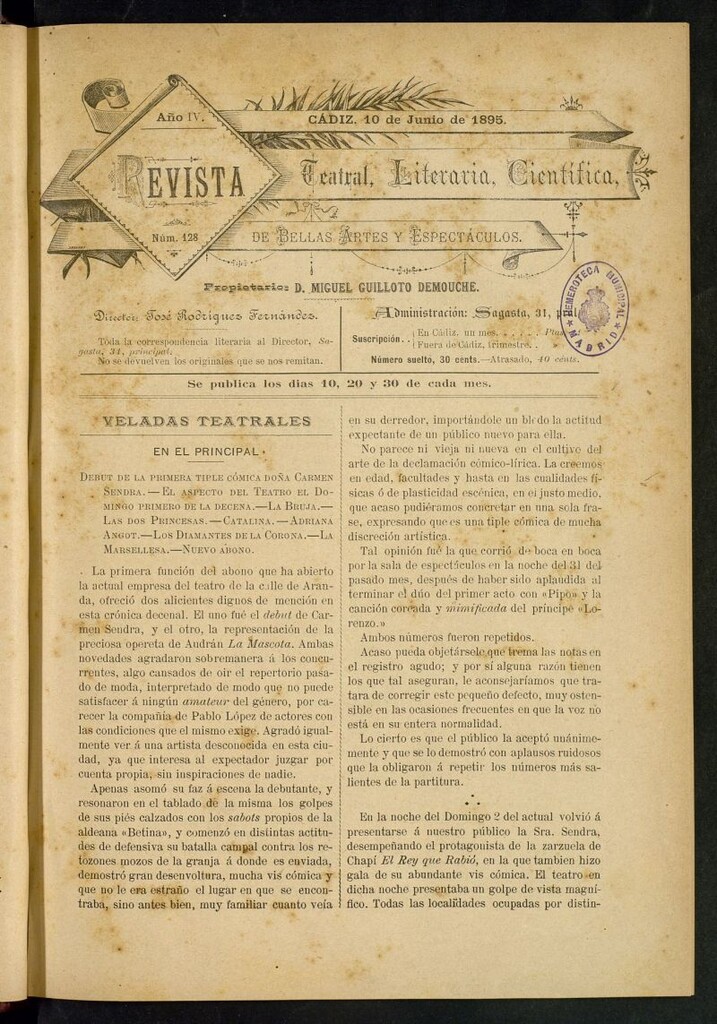 Año IV.
CÁDIZ, 10 de Junio de 1895.
REVISTA
Teatral, Literaria, Científica,
Núm. 128
DE BELLAS ARTES Y ESPECTÁCULOS.
Propietario: D. MIGUEL GUILLOTO DEMOUCHE.
Director: José Rodríguez Fernández.
Toda la correspondencia literaria al Director, Sa-
gasta, 31, principal.
No se devuelven los originales que se nos remitan.
Administración: Sagasta, 31,
Suscripción.
En Cádiz, un mes. . . . .
Fuera de Cádiz, trimestre. .
Número suelto, 30 cents.—Atrasado, 40 cents.
HEMEROTECA MUNICIPAL
MADRID
Se publica los dias 10, 20 y 30 de cada mes.
VELADAS TEATRALES
EN EL PRINCIPAL
DEBUT DE LA PRIMERA TIPLE CÓMICA DOÑA CARMEN
SENDRA.—EL ASPECTO DEL TEATRO EL DO-
MINGO PRIMERO DE LA DECENA.—LA BRUJA.—
LAS DOS PRINCESAS.—CATALINA.—ADRIANA
ANGOT.—LOS DIAMANTES DE LA CORONA.—LA
MARSELLESA.—NUEVO ABONO.
La primera función del abono que ha abierto
la actual empresa del teatro de la calle de Aran-
da, ofreció dos alicientes dignos de mención en
esta crónica decenal. El uno fué el debut de Car-
men Sendra, y el otro, la representación de la
preciosa opereta de Audrán La Mascota. Ambas
novedades agradaron sobremanera á los concu-
rrentes, algo cansados de oir el repertorio pasa-
do de moda, interpretado de modo que no puede
satisfacer á ningún amateur del género, por ca-
recer la compañía de Pablo López de actores con
las condiciones que el mismo exige. Agradó igual-
mente ver á una artista desconocida en esta ciu-
dad, ya que interesa al expectador juzgar por
cuenta propia, sin inspiraciones de nadie.
Apenas asomó su faz á escena la debutante, y
resonaron en el tablado de la misma los golpes
de sus piés calzados con los sabots propios de la
aldeana «Betina», y comenzó en distintas actitu-
des de defensiva su batalla campal contra los re-
tozones mozos de la granja á donde es enviada,
demostró gran desenvoltura, mucha vis cómica y
que no le era estraño el lugar en que se encon-
traba, sino antes bien, muy familiar cuanto veía
en su derredor, importándole un bledo la actitud
expectante de un público nuevo para ella.
No parece ni vieja ni nueva en el cultivo del
arte de la declamación cómico-lírica. La creemos
en edad, facultades y hasta en las cualidades fí-
sicas ó de plasticidad escénica, en el justo medio,
que acaso pudiéramos concretar en una sola fra-
se, expresando que es una tiple cómica de mucha
discreción artística.
Tal opinión fué la que corrió de boca en boca
por la sala de espectáculos en la noche del 31 del
pasado mes, después de haber sido aplaudida al
terminar el dúo del primer acto con «Pipo» y la
canción coreada y mimificada del príncipe «Lo-
renzo.»
Ambos números fueron repetidos.
Acaso pueda objetársele que trema las notas en
el registro agudo; y por sí alguna razón tienen
los que tal aseguran, le aconsejaríamos que tra-
tara de corregir este pequeño defecto, muy osten-
sible en las ocasiones frecuentes en que la voz no
está en su entera normalidad.
Lo cierto es que el público la aceptó unánime-
mente y que se lo demostró con aplausos ruidosos
que la obligaron á repetir los números más sa-
lientes de la partitura.
En la noche del Domingo 2 del actual volvió á
presentarse á nuestro público la Sra. Sendra,
desempeñando el protagonista de la zarzuela de
Chapí El Rey que Rabió, en la que tambien hizo
gala de su abundante vis cómica. El teatro en
dicha noche presentaba un golpe de vista magní-
fico. Todas las localidades ocupadas por distin-